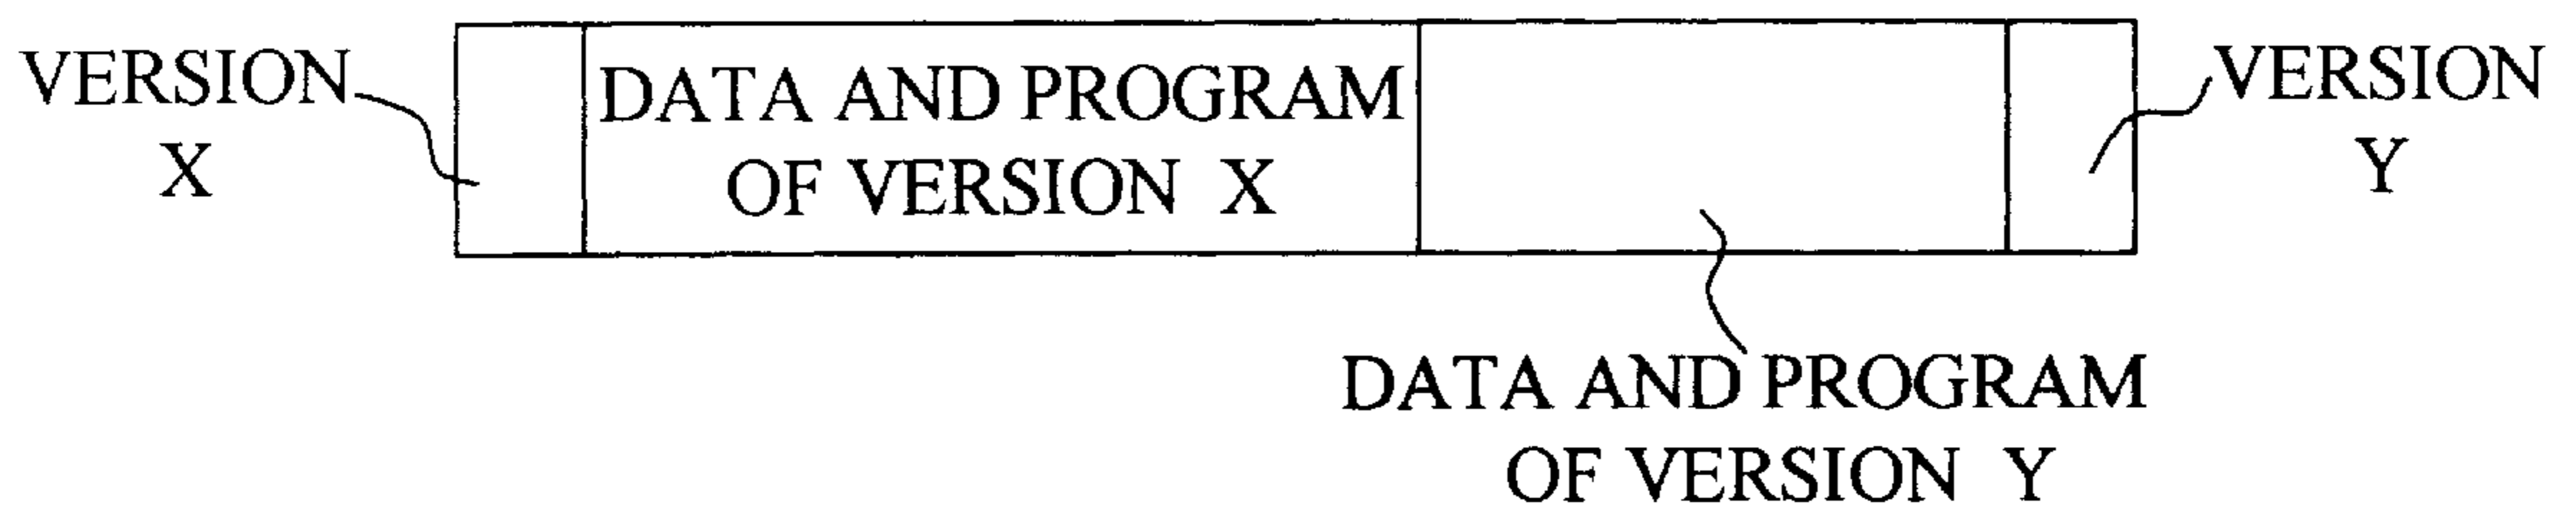 VERSION
X
DATA AND PROGRAM
OF VERSION X
VERSION
Y
DATA AND PROGRAM
OF VERSION Y